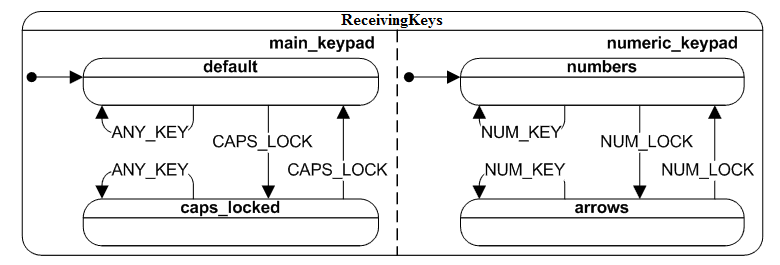 ReceivingKeys
main_keypad
default
ANY_KEY
CAPS_LOCK
ANY_KEY
CAPS_LOCK
caps_locked
numeric_keypad
numbers
NUM_KEY
NUM_LOCK
NUM_KEY
NUM_LOCK
arrows